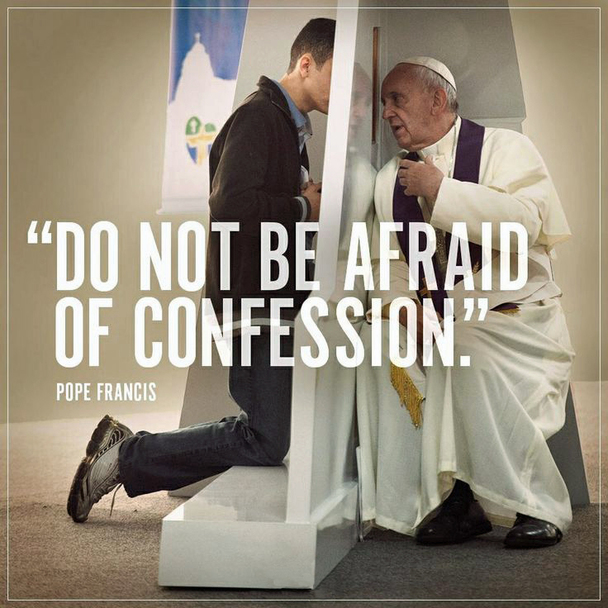 “DO NOT BE AFRAID
OF CONFESSION.”
POPE FRANCIS